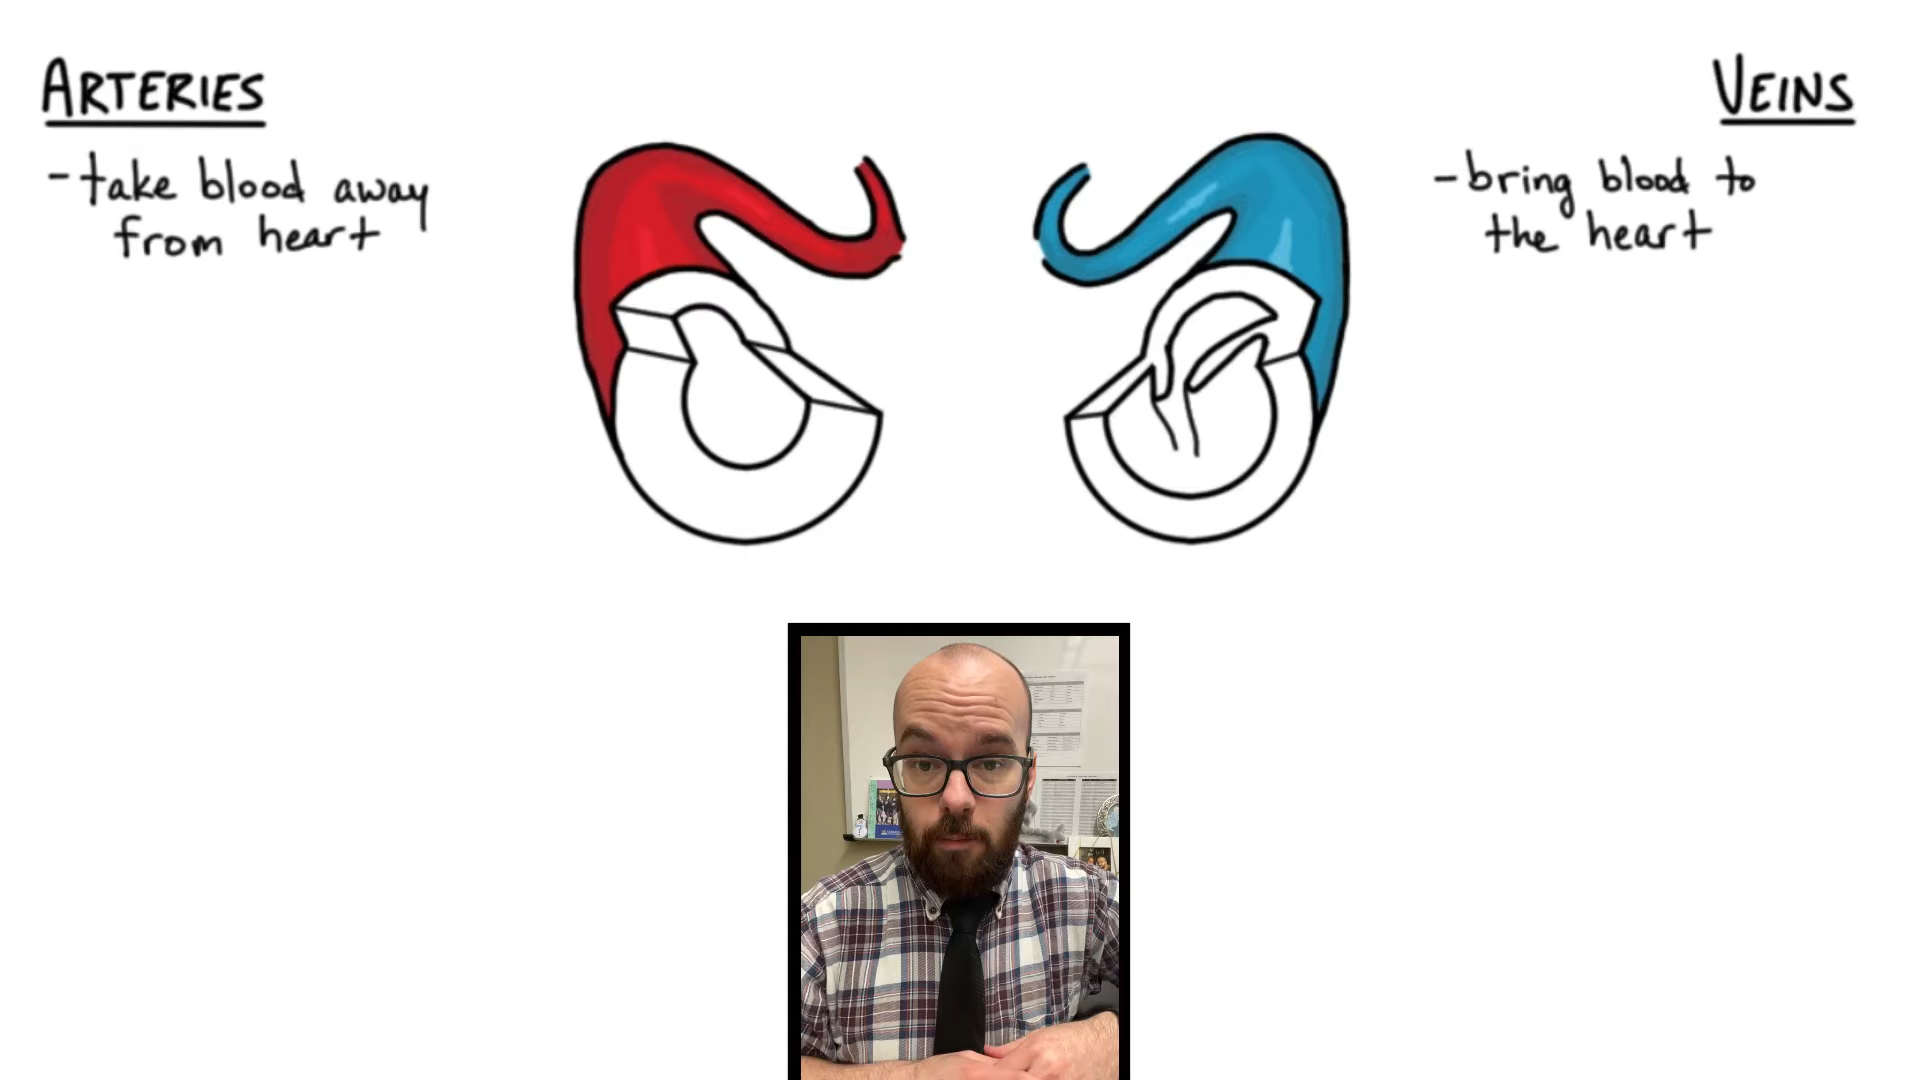 ARTERIES
-take blood away
from heart
VEINS
-bring blood to
the heart